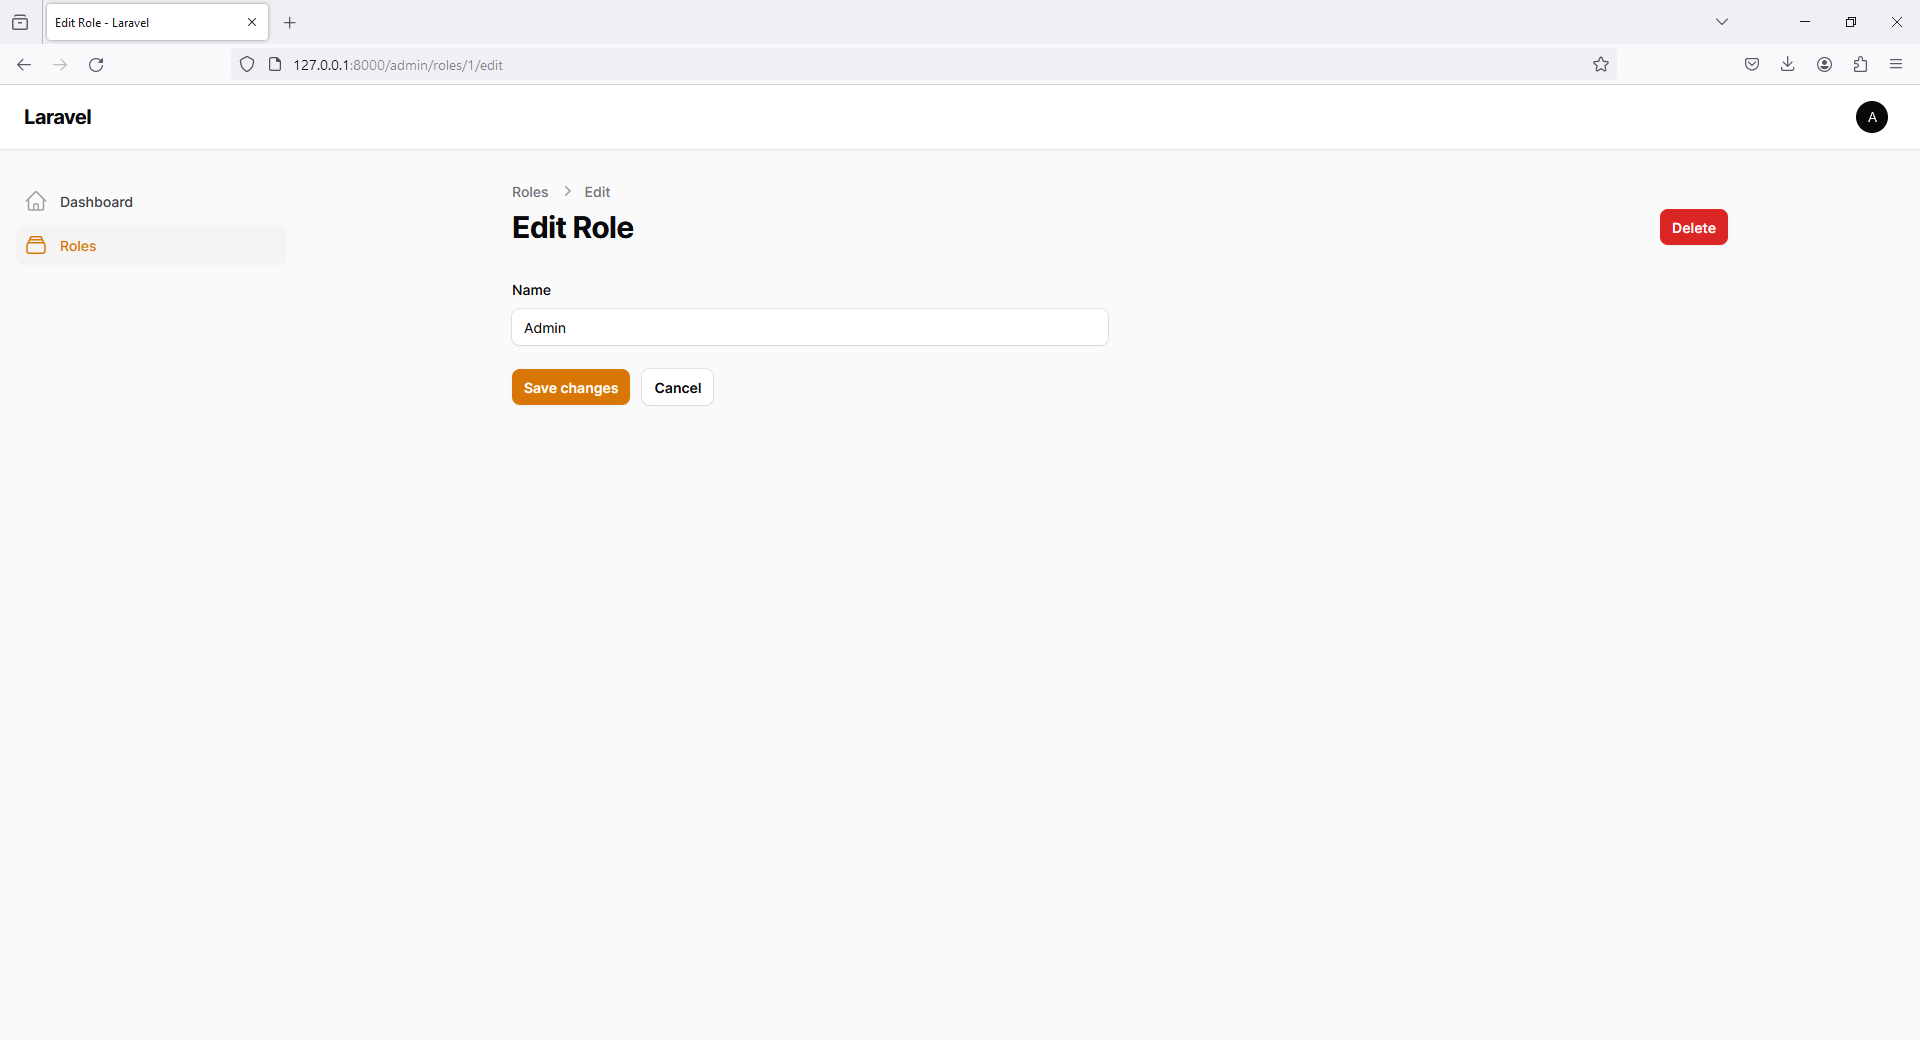 Edit Role - Laravel
127.0.0.1:8000/admin/roles/1/edit
Laravel
A
Dashboard
Roles
Roles > Edit
Edit Role
Delete
Name
Admin
Save changes
Cancel